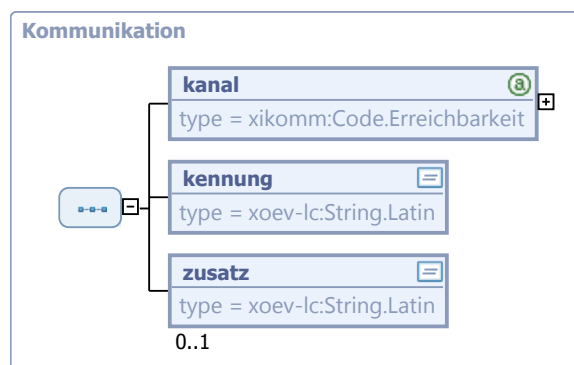 Kommunikation
kanal
type = xikomm:Code.Erreichbarkeit
kennung
type = xoev-lc:String.Latin
zusatz
type = xoev-lc:String.Latin
0..1